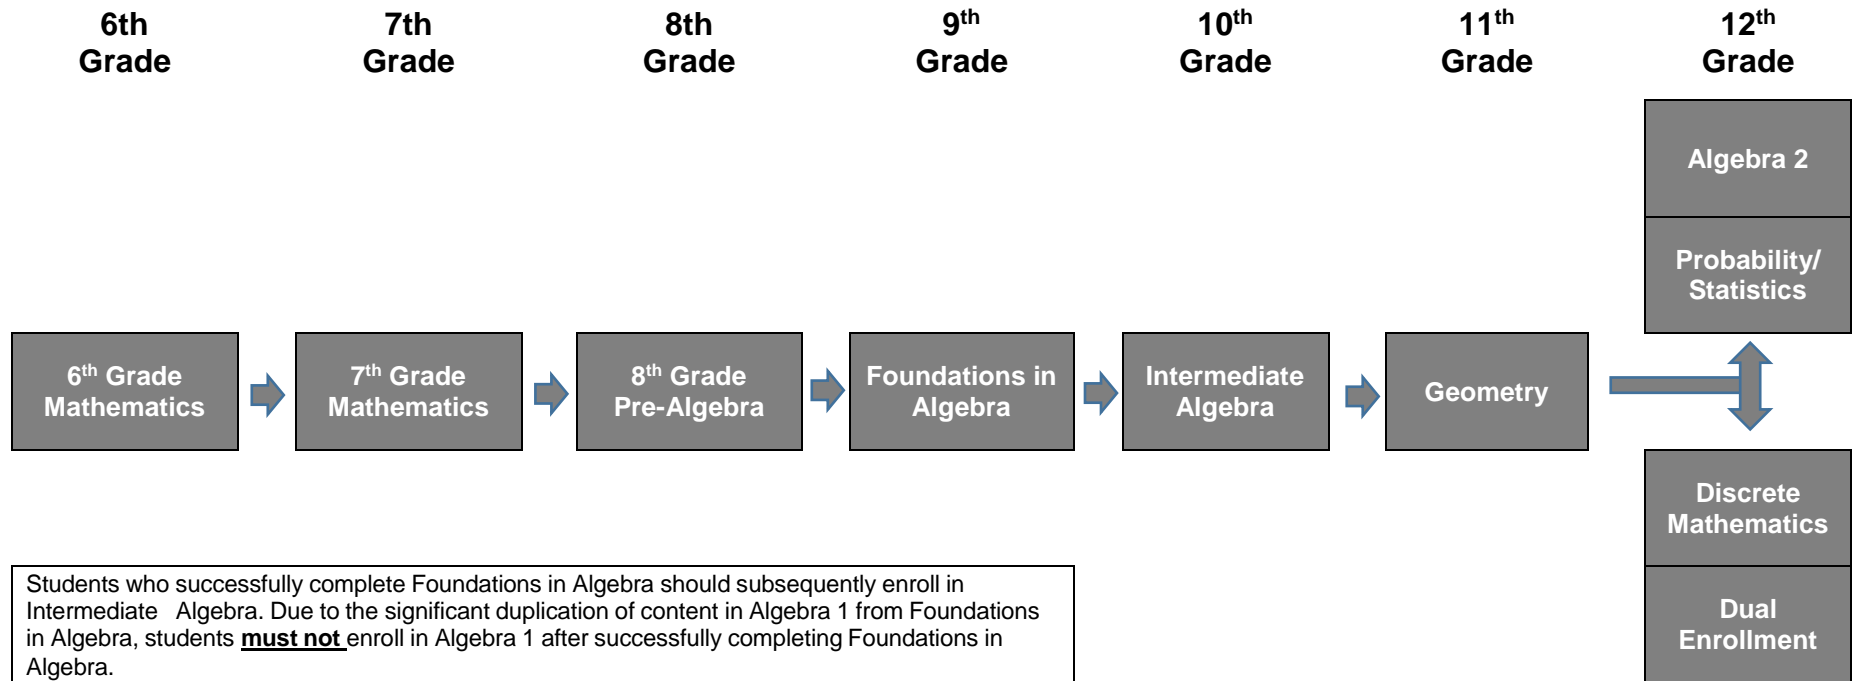 6th
Grade
7th
Grade
8th
Grade
9th
Grade
10th
Grade
11th
Grade
12th
Grade
Algebra 2
Probability/
Statistics
6th Grade
Mathematics
7th Grade
Mathematics
8th Grade
Pre-Algebra
Foundations in
Algebra
Intermediate
Algebra
Geometry
Discrete
Mathematics
Dual
Enrollment
Students who successfully complete Foundations in Algebra should subsequently enroll in
Intermediate Algebra. Due to the significant duplication of content in Algebra 1 from Foundations
in Algebra, students must not enroll in Algebra 1 after successfully completing Foundations in
Algebra.